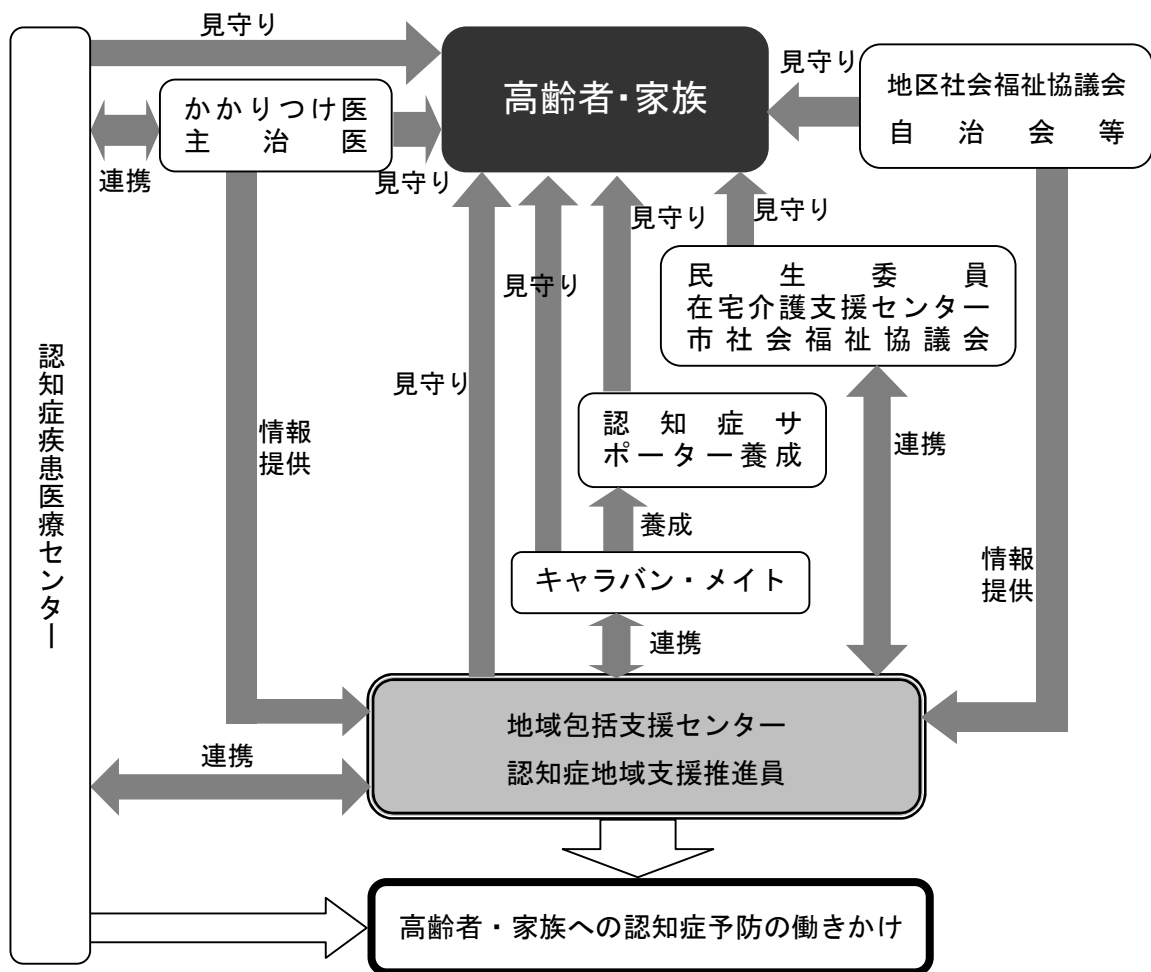 見守り
高齢者・家族
見守り
地区社会福祉協議会
自治会等
かかりつけ医
主治医
連携
見守り
見守り
見守り
民生委員
在宅介護支援センター
市社会福祉協議会
見守り
見守り
認知症サ
ポーター養成
連携
情報
提供
認知症疾患医療センター
養成
キャラバン・メイト
情報
提供
連携
地域包括支援センター
認知症地域支援推進員
連携
高齢者・家族への認知症予防の働きかけ